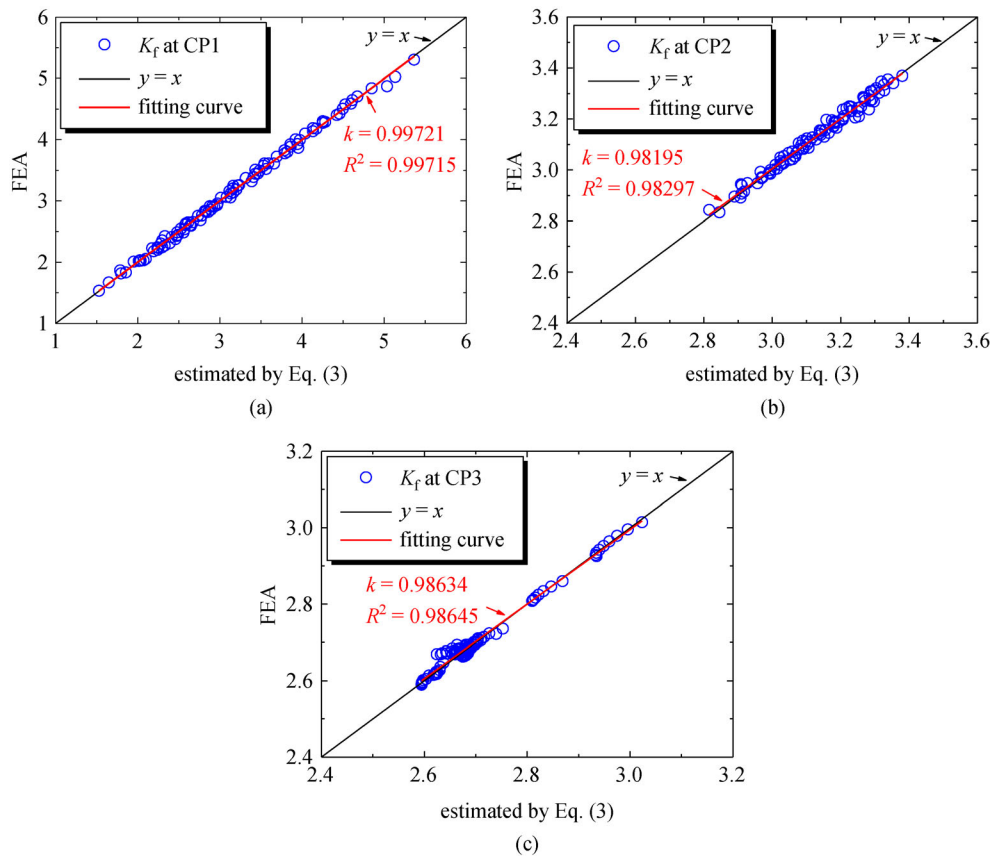 6
5
4
3
2
1
FEA
K_f at CP1
y = x
fitting curve
y = x
k = 0.99721
R² = 0.99715
1 2 3 4 5 6
estimated by Eq. (3)
(a)
3.6
3.4
3.2
3.0
2.8
2.6
2.4
FEA
K_f at CP2
y = x
fitting curve
y = x
k = 0.98195
R² = 0.98297
2.4 2.6 2.8 3.0 3.2 3.4 3.6
estimated by Eq. (3)
(b)
3.2
3.0
2.8
2.6
2.4
FEA
K_f at CP3
y = x
fitting curve
y = x
k = 0.98634
R² = 0.98645
2.4 2.6 2.8 3.0 3.2
estimated by Eq. (3)
(c)